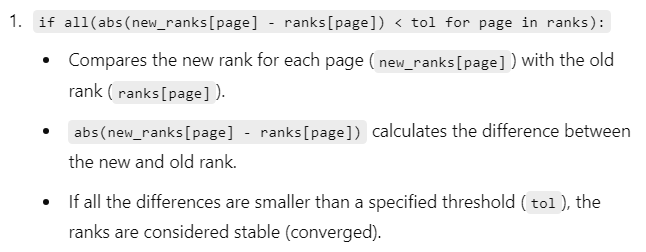 1. if all(abs(new_ranks[page] - ranks[page]) < tol for page in ranks):
• Compares the new rank for each page ( new_ranks[page] ) with the old
rank ( ranks[page] ).
• abs(new_ranks[page] - ranks[page]) calculates the difference between
the new and old rank.
• If all the differences are smaller than a specified threshold ( tol ), the
ranks are considered stable (converged).